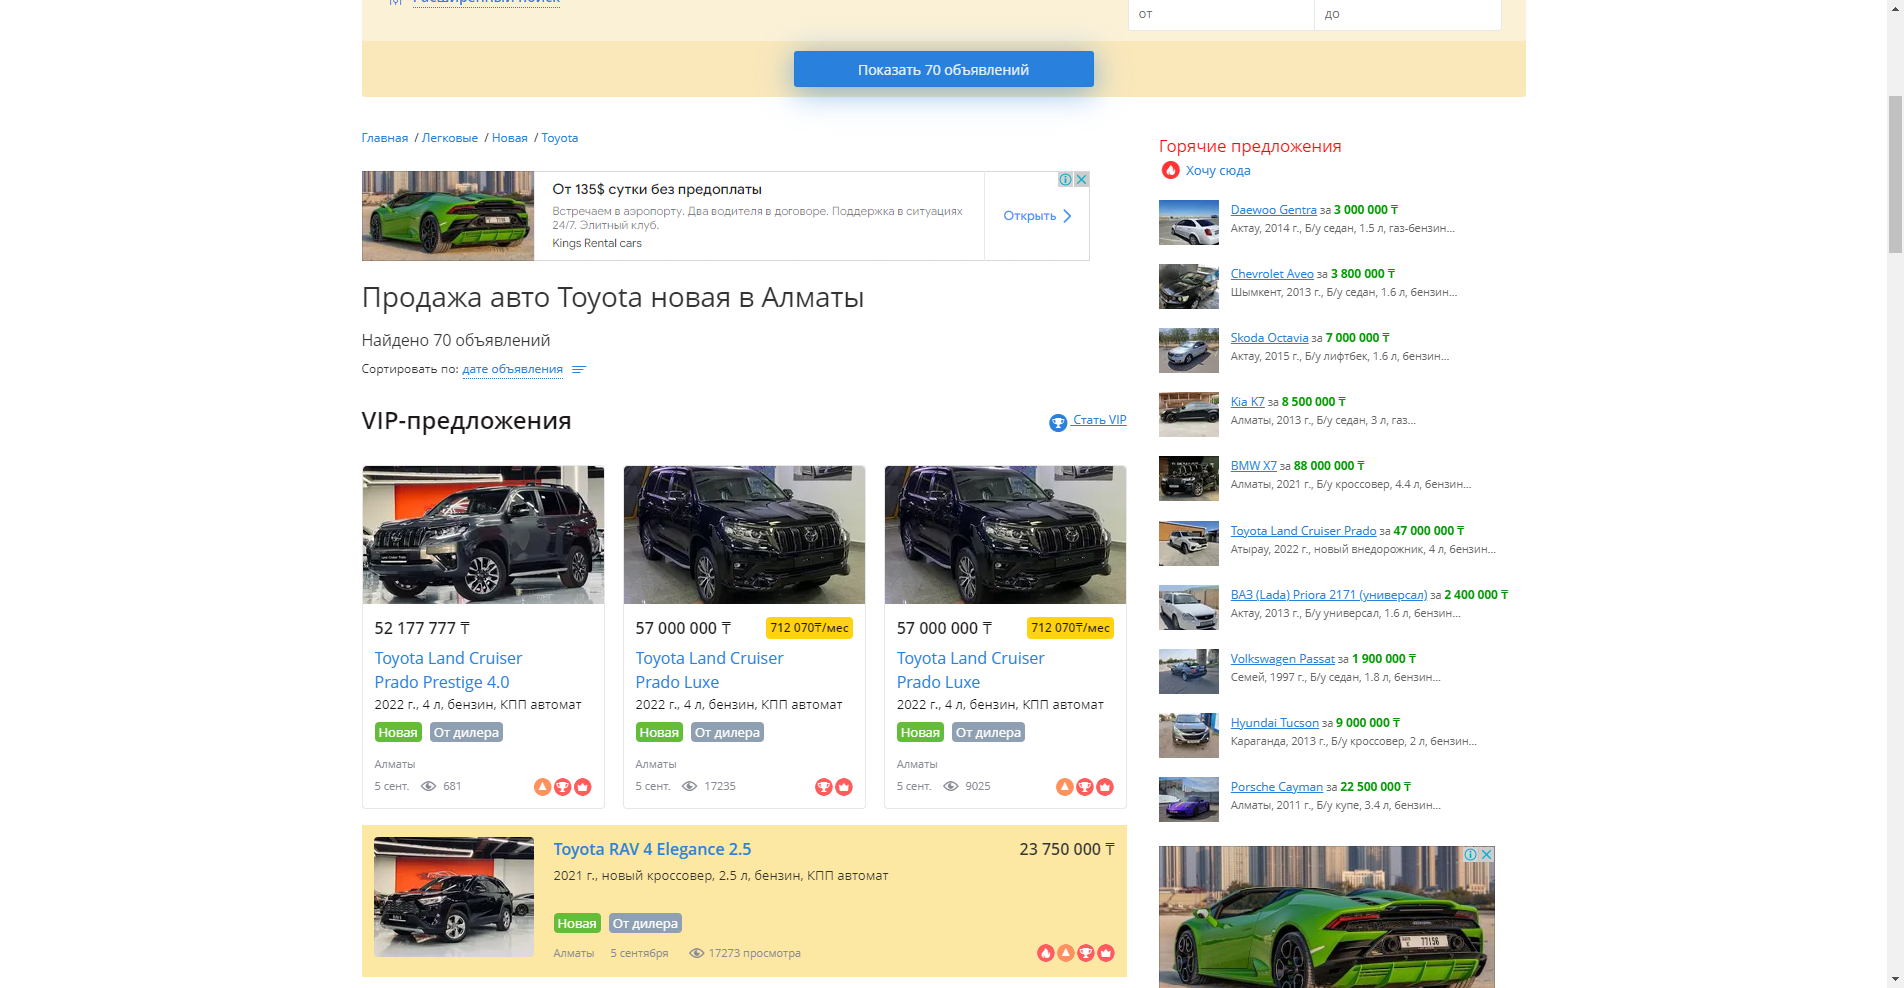 Расширенный поиск
от
до
Показать 70 объявлений
Главная / Легковые / Новая / Toyota
От 135$ сутки без предоплаты
Встречаем в аэропорту. Два водителя в договоре. Поддержка в ситуациях
24/7. Элитный клуб.
Kings Rental cars
Открыть
Продажа авто Toyota новая в Алматы
Найдено 70 объявлений
Сортировать по: дате объявления
VIP-предложения
Стать VIP
52 177 777 ₸
Toyota Land Cruiser
Prado Prestige 4.0
2022 г., 4 л, бензин, КПП автомат
Новая От дилера
Алматы
5 сент. 681
57 000 000 ₸ 712 070₸/мес
Toyota Land Cruiser
Prado Luxe
2022 г., 4 л, бензин, КПП автомат
Новая От дилера
Алматы
5 сент. 17235
57 000 000 ₸ 712 070₸/мес
Toyota Land Cruiser
Prado Luxe
2022 г., 4 л, бензин, КПП автомат
Новая От дилера
Алматы
5 сент. 9025
Toyota RAV 4 Elegance 2.5
23 750 000 ₸
2021 г., новый кроссовер, 2.5 л, бензин, КПП автомат
Новая От дилера
Алматы 5 сентября 17273 просмотра
Горячие предложения
Хочу сюда
Daewoo Gentra за 3 000 000 ₸
Актау, 2014 г., Б/у седан, 1.5 л, газ-бензин...
Chevrolet Aveo за 3 800 000 ₸
Шымкент, 2013 г., Б/у седан, 1.6 л, бензин...
Skoda Octavia за 7 000 000 ₸
Актау, 2015 г., Б/у лифтбек, 1.6 л, бензин...
Kia K7 за 8 500 000 ₸
Алматы, 2013 г., Б/у седан, 3 л, газ...
BMW X7 за 88 000 000 ₸
Алматы, 2021 г., Б/у кроссовер, 4.4 л, бензин...
Toyota Land Cruiser Prado за 47 000 000 ₸
Атырау, 2022 г., новый внедорожник, 4 л, бензин...
ВАЗ (Lada) Priora 2171 (универсал) за 2 400 000 ₸
Актау, 2013 г., Б/у универсал, 1.6 л, бензин...
Volkswagen Passat за 1 900 000 ₸
Семей, 1997 г., Б/у седан, 1.8 л, бензин...
Hyundai Tucson за 9 000 000 ₸
Караганда, 2013 г., Б/у кроссовер, 2 л, бензин...
Porsche Cayman за 22 500 000 ₸
Алматы, 2011 г., Б/у купе, 3.4 л, бензин...
77156